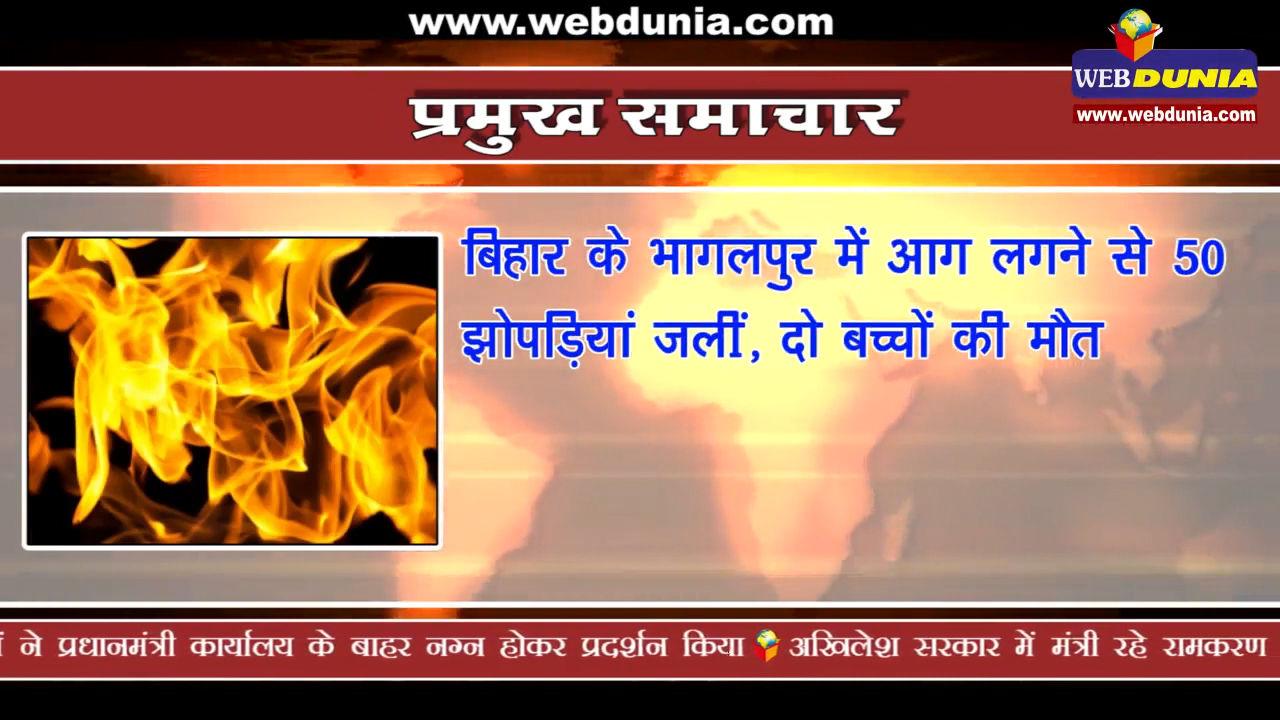 www.webdunia.com
WEBDUNIA
www.webdunia.com
प्रमुख समाचार
बिहार के भागलपुर में आग लगने से 50
झोपड़ियां जलीं, दो बच्चों की मौत
ने प्रधानमंत्री कार्यालय के बाहर नग्न होकर प्रदर्शन किया अखिलेश सरकार में मंत्री रहे रामकरण